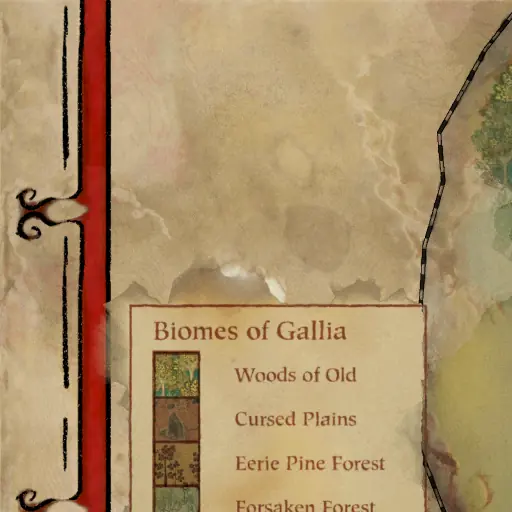 Biomes of Gallia
Woods of Old
Cursed Plains
Eerie Pine Forest
Forsaken Forest